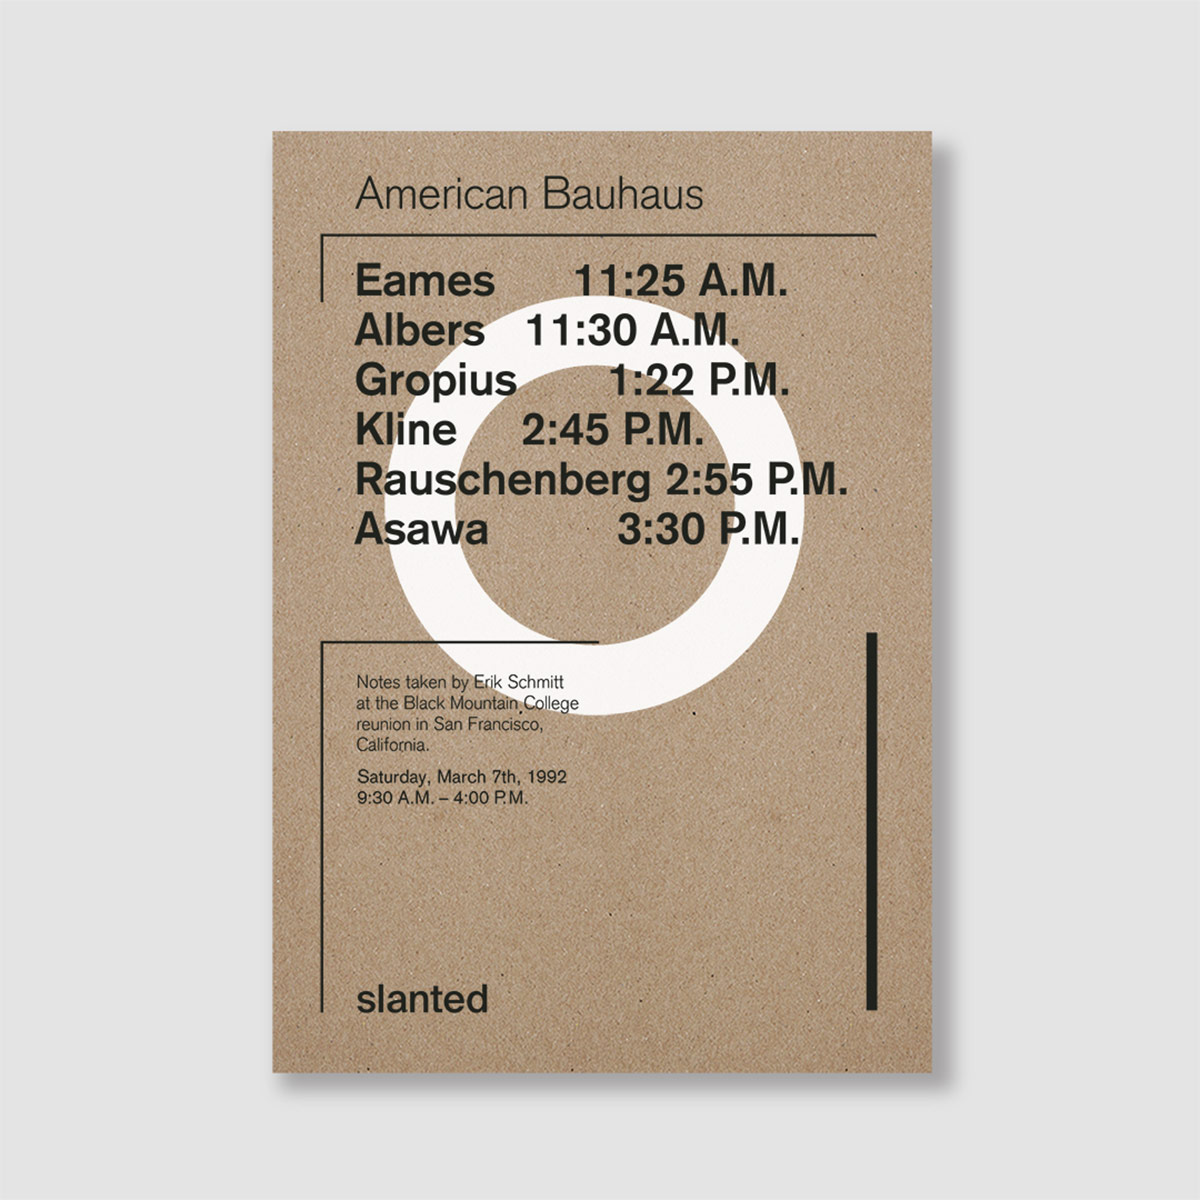 American Bauhaus
Eames 11:25 A.M.
Albers 11:30 A.M.
Gropius 1:22 P.M.
Kline 2:45 P.M.
Rauschenberg 2:55 P.M.
Asawa 3:30 P.M.
Notes taken by Erik Schmitt
at the Black Mountain College
reunion in San Francisco,
California.
Saturday, March 7th, 1992
9:30 A.M. – 4:00 P.M.
slanted